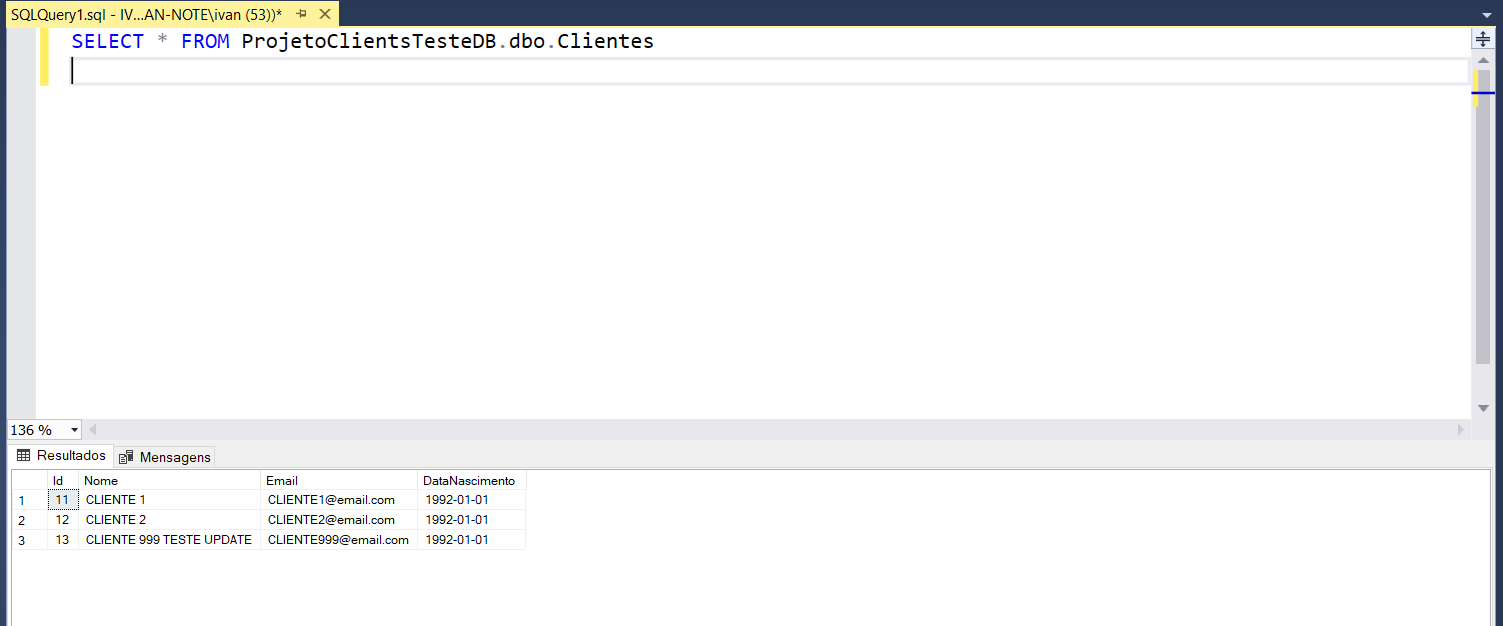 SQLQuery1.sql - IV...AN-NOTE\ivan (53))*
SELECT * FROM ProjetoClientsTesteDB.dbo.Clientes
136 %
Resultados Mensagens
Id Nome Email DataNascimento
1 11 CLIENTE 1 CLIENTE1@email.com 1992-01-01
2 12 CLIENTE 2 CLIENTE2@email.com 1992-01-01
3 13 CLIENTE 999 TESTE UPDATE CLIENTE999@email.com 1992-01-01